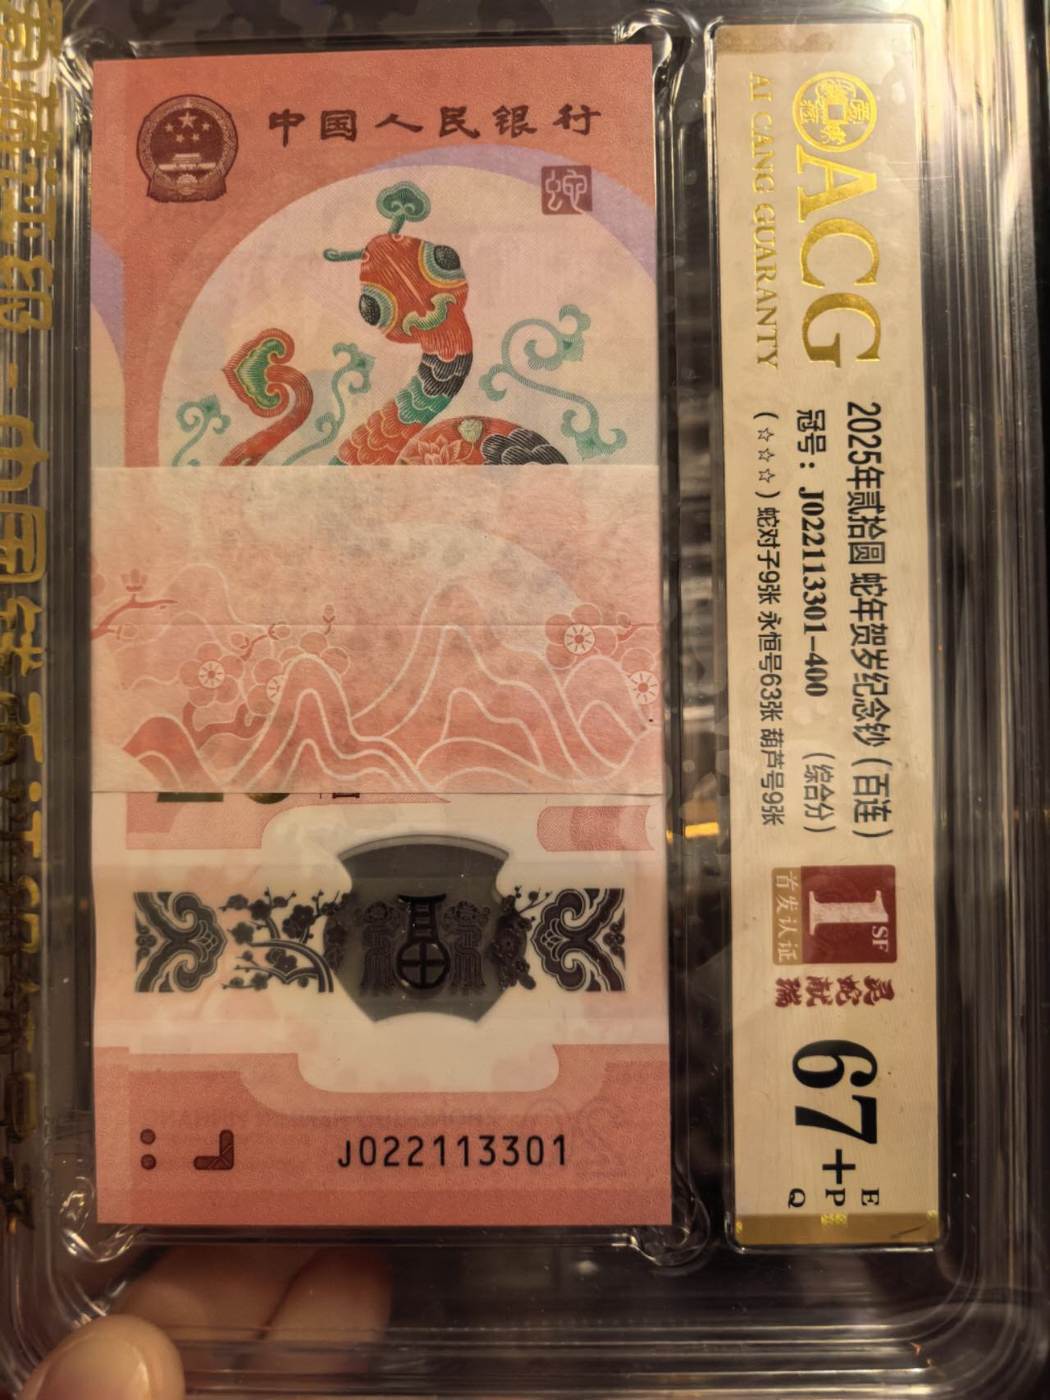 中国人民银行
蛇
J022113301
ACG
AI CANG GUARANTY
2025年贰拾圆 蛇年贺岁纪念钞（百连）
冠号：J022113301–400 （综合分）
（☆☆☆）蛇对子9张 永恒号63张 葫芦号9张
1SF
首发认证
灵蛇献瑞
67+
E
P
Q